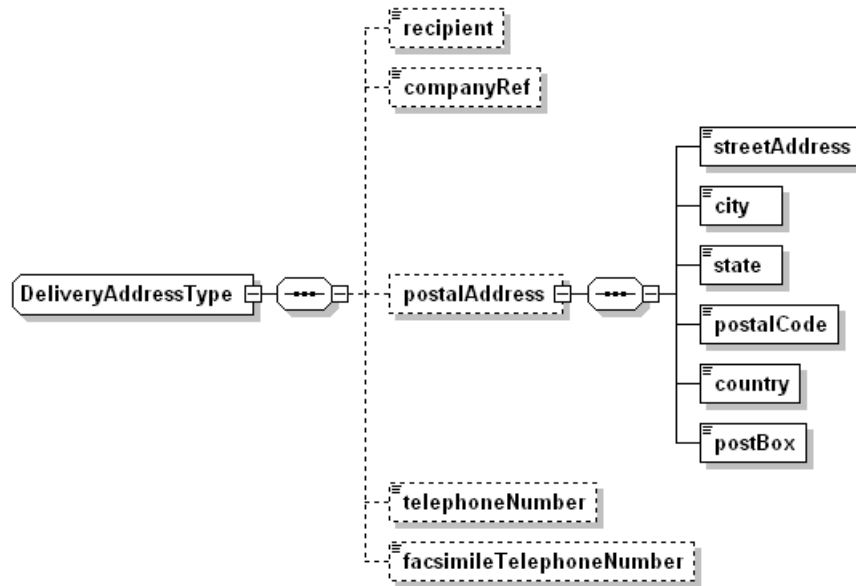 recipient
companyRef
streetAddress
city
state
DeliveryAddressType
postalAddress
postalCode
country
postBox
telephoneNumber
facsimileTelephoneNumber